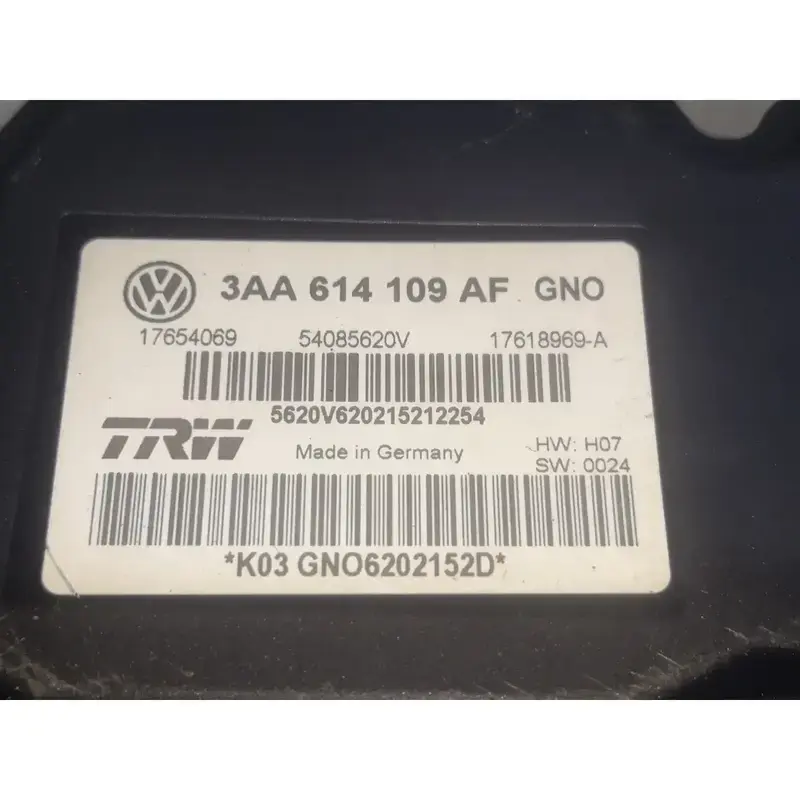 3AA 614 109 AF GNO
17654069 54085620V 17618969-A
5620V620215212254
TRW Made in Germany HW: H07
SW: 0024
*K03 GNO6202152D*